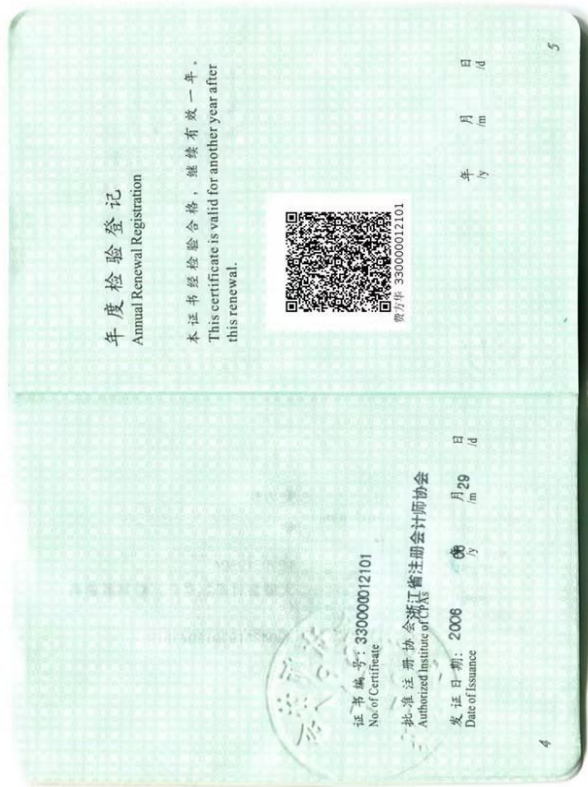 证书编号：330000012101
No. of Certificate
批准注册协会浙江省注册会计师协会
Authorized Institute of CPAs
发证日期：2006 年 月29 日
Date of Issuance /y /m /d
4
年度检验登记
Annual Renewal Registration
本证书经检验合格，继续有效一年。
This certificate is valid for another year after
this renewal.
费方华 330000012101
年 月 日
/y /m /d
5